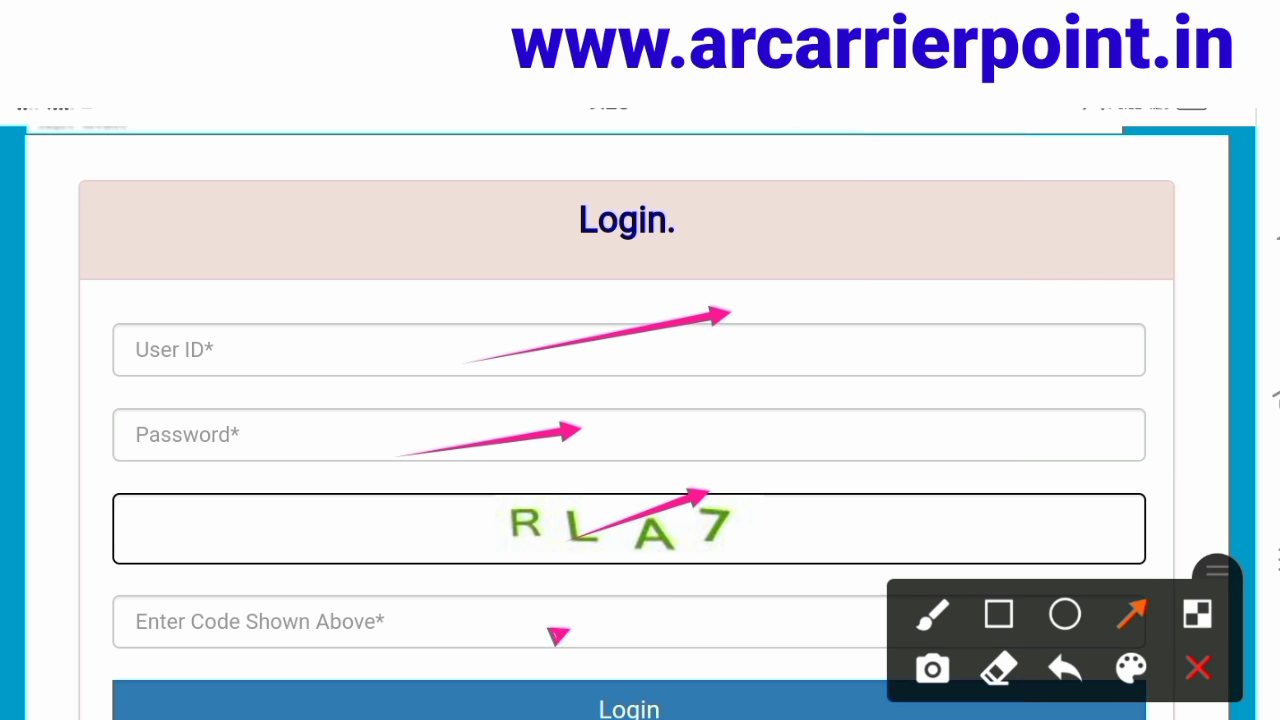 www.arcarrierpoint.in
Login.
User ID*
Password*
R L A 7
Enter Code Shown Above*
Login